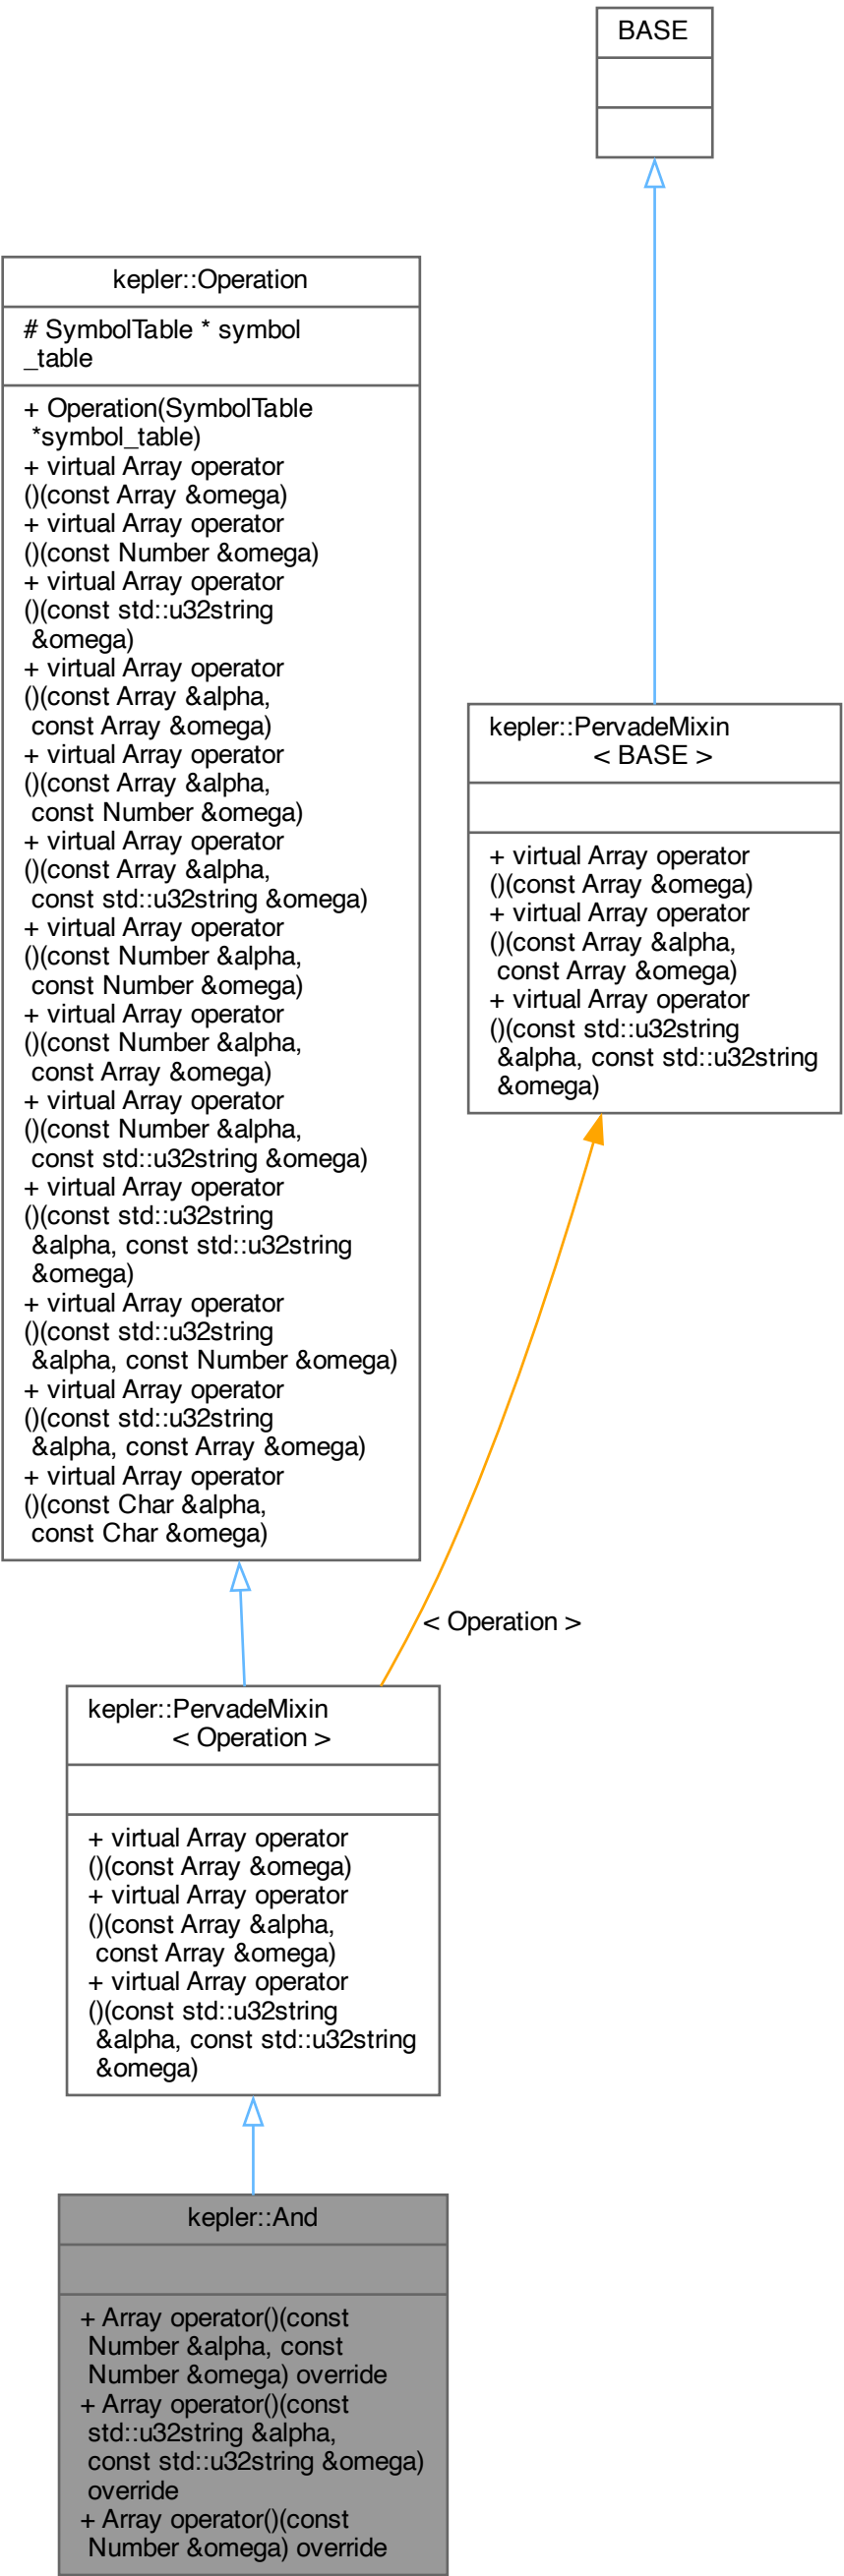 BASE
kepler::Operation
# SymbolTable * symbol
_table
+ Operation(SymbolTable
*symbol_table)
+ virtual Array operator
()(const Array &omega)
+ virtual Array operator
()(const Number &omega)
+ virtual Array operator
()(const std::u32string
&omega)
+ virtual Array operator
()(const Array &alpha,
const Array &omega)
+ virtual Array operator
()(const Array &alpha,
const Number &omega)
+ virtual Array operator
()(const Array &alpha,
const std::u32string &omega)
+ virtual Array operator
()(const Number &alpha,
const Number &omega)
+ virtual Array operator
()(const Number &alpha,
const Array &omega)
+ virtual Array operator
()(const Number &alpha,
const std::u32string &omega)
+ virtual Array operator
()(const std::u32string
&alpha, const std::u32string
&omega)
+ virtual Array operator
()(const std::u32string
&alpha, const Number &omega)
+ virtual Array operator
()(const std::u32string
&alpha, const Array &omega)
+ virtual Array operator
()(const Char &alpha,
const Char &omega)
kepler::PervadeMixin
< BASE >
+ virtual Array operator
()(const Array &omega)
+ virtual Array operator
()(const Array &alpha,
const Array &omega)
+ virtual Array operator
()(const std::u32string
&alpha, const std::u32string
&omega)
< Operation >
kepler::PervadeMixin
< Operation >
+ virtual Array operator
()(const Array &omega)
+ virtual Array operator
()(const Array &alpha,
const Array &omega)
+ virtual Array operator
()(const std::u32string
&alpha, const std::u32string
&omega)
kepler::And
+ Array operator()(const
Number &alpha, const
Number &omega) override
+ Array operator()(const
std::u32string &alpha,
const std::u32string &omega)
override
+ Array operator()(const
Number &omega) override